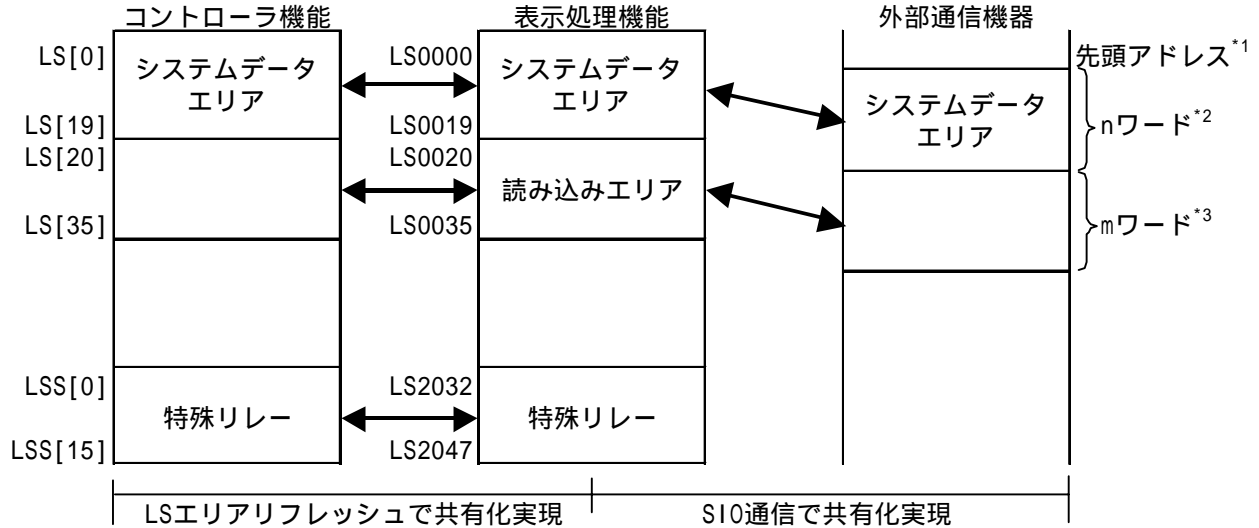 コントローラ機能
表示処理機能
外部通信機器
LS[0]
システムデータ
エリア
LS0000
システムデータ
エリア
先頭アドレス*1
システムデータ
エリア
nワード*2
LS[19]
LS0019
LS[20]
LS0020
読み込みエリア
LS[35]
LS0035
mワード*3
LSS[0]
特殊リレー
LS2032
特殊リレー
LSS[15]
LS2047
LSエリアリフレッシュで共有化実現
SIO通信で共有化実現